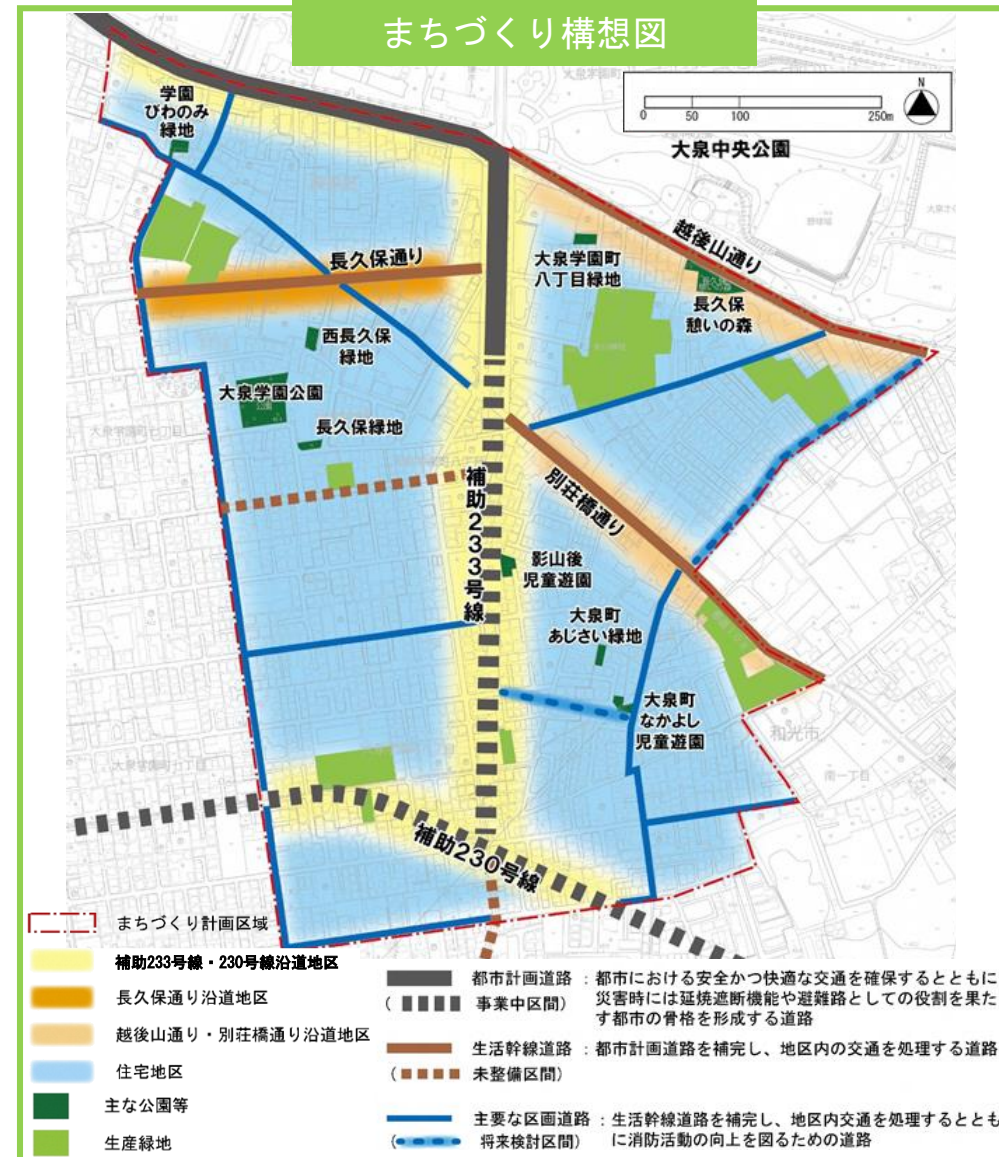 まちづくり構想図
N
0 50 100 250m
大泉中央公園
学園
びわのみ
緑地
越後山通り
長久保通り
大泉学園町
八丁目緑地
長久保
憩いの森
西長久保
緑地
大泉学園公園
長久保緑地
別荘橋通り
補助233号線
影山後
児童遊園
大泉町
あじさい緑地
大泉町
なかよし
児童遊園
和光市
南一丁目
補助230号線
まちづくり計画区域
補助233号線・230号線沿道地区
長久保通り沿道地区
越後山通り・別荘橋通り沿道地区
住宅地区
主な公園等
生産緑地
都市計画道路 : 都市における安全かつ快適な交通を確保するとともに
( 事業中区間) 災害時には延焼遮断機能や避難路としての役割を果た
す都市の骨格を形成する道路
生活幹線道路 : 都市計画道路を補完し、地区内の交通を処理する道路
( 未整備区間)
主要な区画道路 : 生活幹線道路を補完し、地区内交通を処理するととも
( 将来検討区間) に消防活動の向上を図るための道路